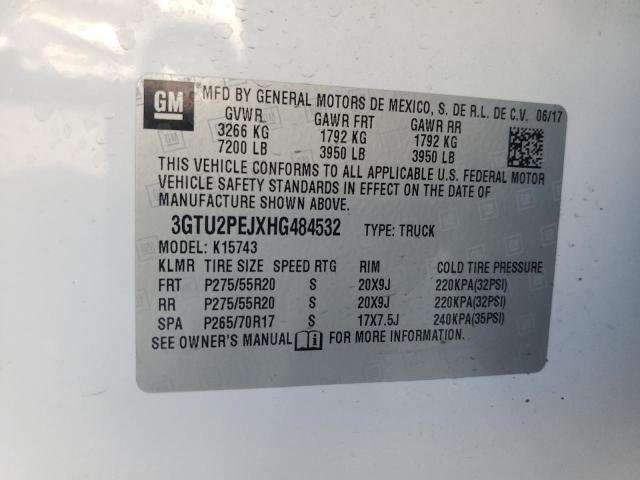 GM MFD BY GENERAL MOTORS DE MEXICO, S. DE R.L. DE C.V. 06/17
GVWR GAWR FRT GAWR RR
3266 KG 1792 KG 1792 KG
7200 LB 3950 LB 3950 LB
THIS VEHICLE CONFORMS TO ALL APPLICABLE U.S. FEDERAL MOTOR
VEHICLE SAFETY STANDARDS IN EFFECT ON THE DATE OF
MANUFACTURE SHOWN ABOVE.
3GTU2PEJXHG484532 TYPE: TRUCK
MODEL: K15743
KLMR TIRE SIZE SPEED RTG RIM COLD TIRE PRESSURE
FRT P275/55R20 S 20X9J 220KPA(32PSI)
RR P275/55R20 S 20X9J 220KPA(32PSI)
SPA P265/70R17 S 17X7.5J 240KPA(35PSI)
SEE OWNER'S MANUAL FOR MORE INFORMATION.